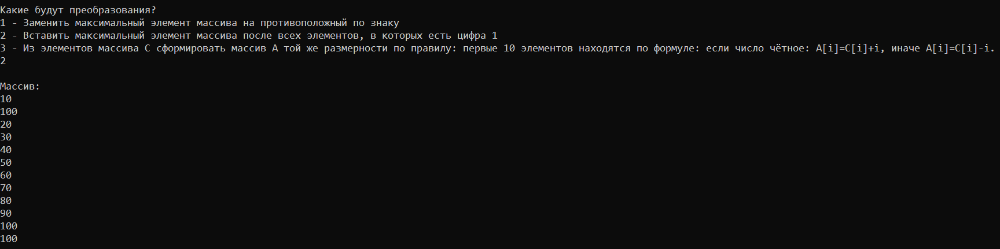 Какие будут преобразования?
1 - Заменить максимальный элемент массива на противоположный по знаку
2 - Вставить максимальный элемент массива после всех элементов, в которых есть цифра 1
3 - Из элементов массива С сформировать массив А той же размерности по правилу: первые 10 элементов находятся по формуле: если число чётное: A[i]=C[i]+i, иначе A[i]=C[i]-i.
2

Массив:
10
100
20
30
40
50
60
70
80
90
100
100